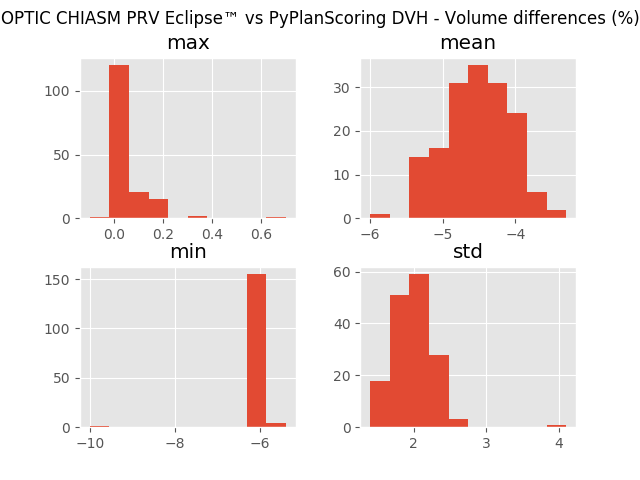 OPTIC CHIASM PRV Eclipse™ vs PyPlanScoring DVH - Volume differences (%)
max
mean
100
50
0
0.0 0.2 0.4 0.6
30
20
10
0
−6 −5 −4
min
std
150
100
50
0
−10 −8 −6
60
40
20
0
2 3 4